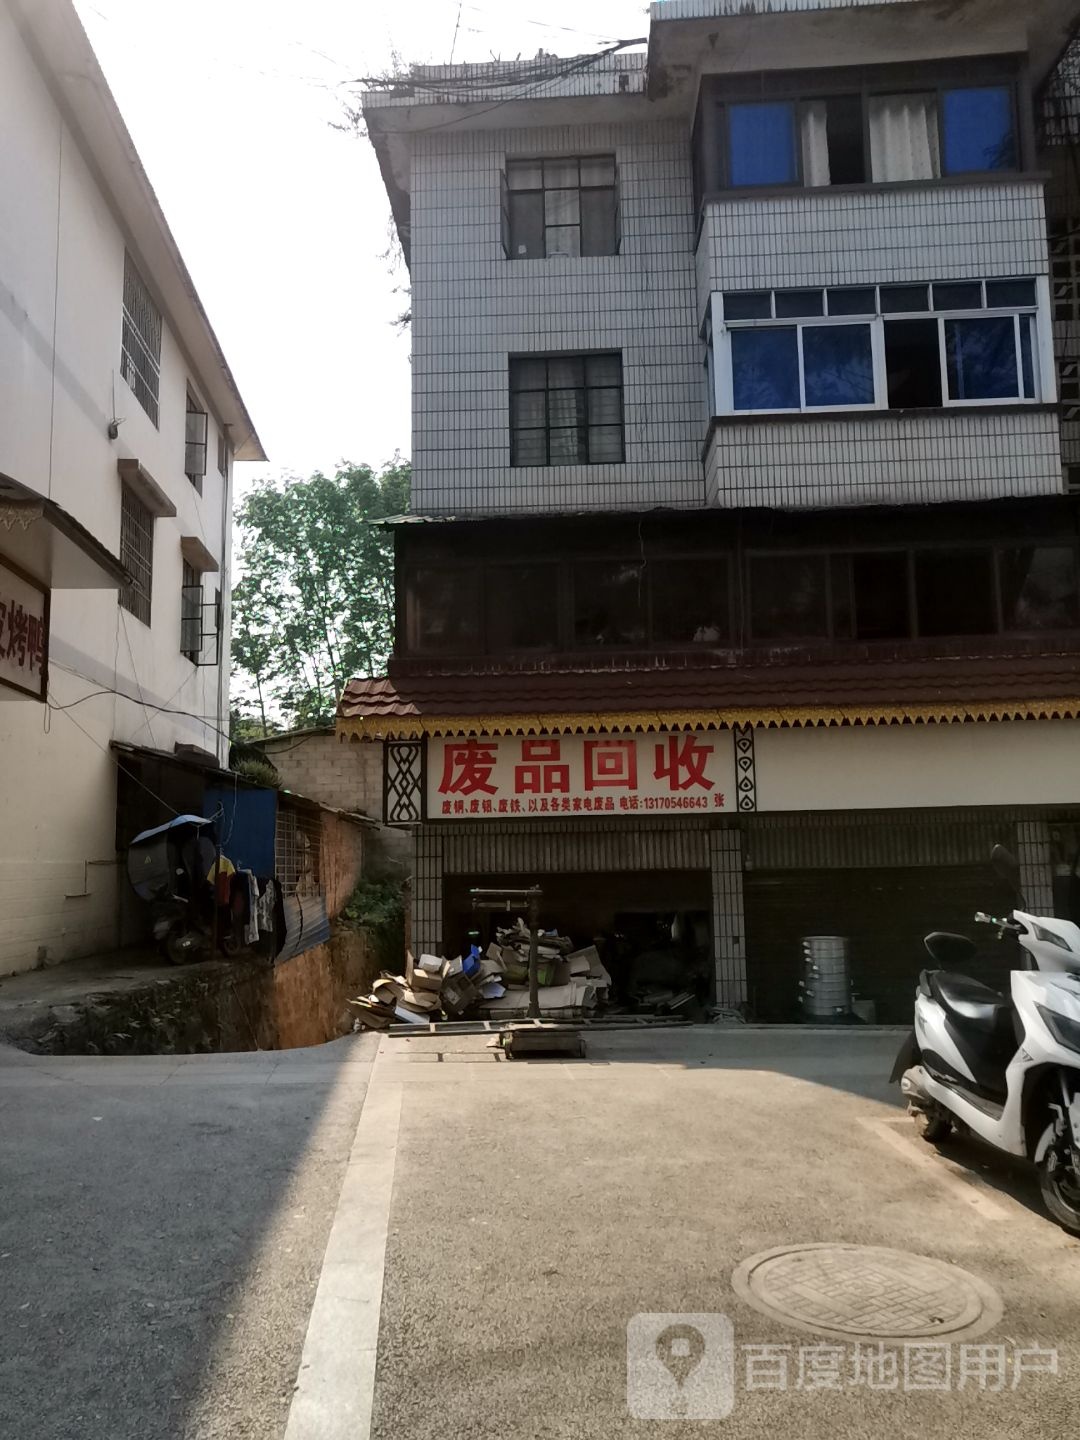 废品回收
废铜、废铝、废铁、以及各类家电废品 电话:13170546643 张
烤鸭
百度地图用户